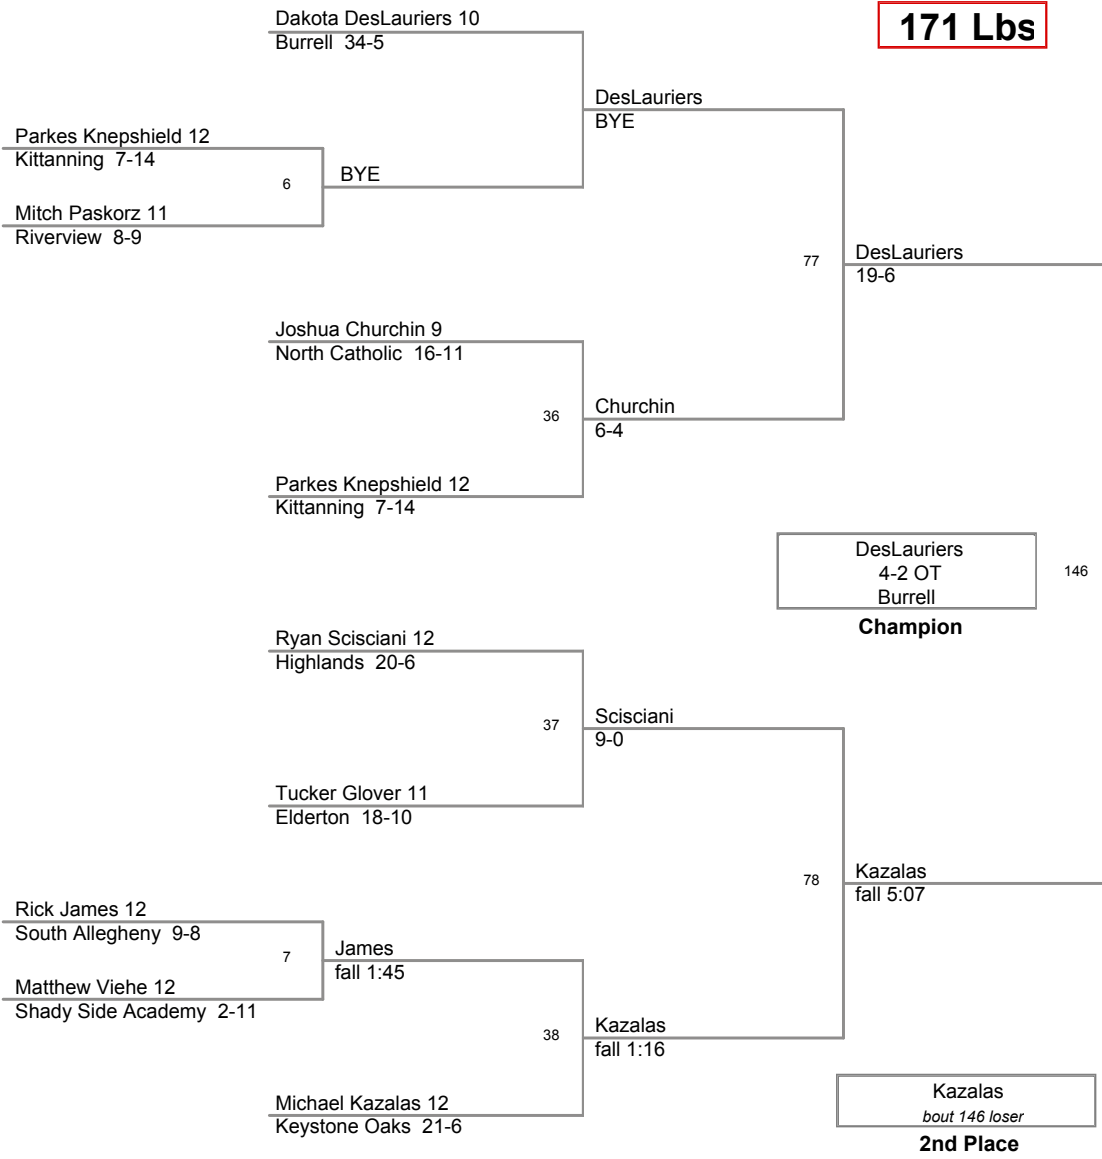 171 Lbs
Dakota DesLauriers 10
Burrell 34-5
DesLauriers
BYE
Parkes Knepshield 12
Kittanning 7-14
6
BYE
Mitch Paskorz 11
Riverview 8-9
77
DesLauriers
19-6
Joshua Churchin 9
North Catholic 16-11
36
Churchin
6-4
Parkes Knepshield 12
Kittanning 7-14
DesLauriers
4-2 OT
Burrell
146
Champion
Ryan Scisciani 12
Highlands 20-6
37
Scisciani
9-0
Tucker Glover 11
Elderton 18-10
78
Kazalas
fall 5:07
Rick James 12
South Allegheny 9-8
7
James
fall 1:45
Matthew Viehe 12
Shady Side Academy 2-11
38
Kazalas
fall 1:16
Michael Kazalas 12
Keystone Oaks 21-6
Kazalas
bout 146 loser
2nd Place